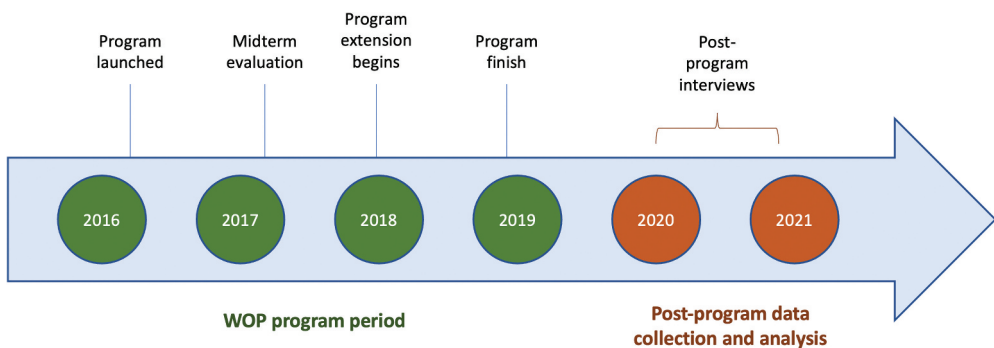 Program
launched
Midterm
evaluation
Program
extension
begins
Program
finish
Post-
program
interviews
2016
2017
2018
2019
2020
2021
WOP program period
Post-program data
collection and analysis